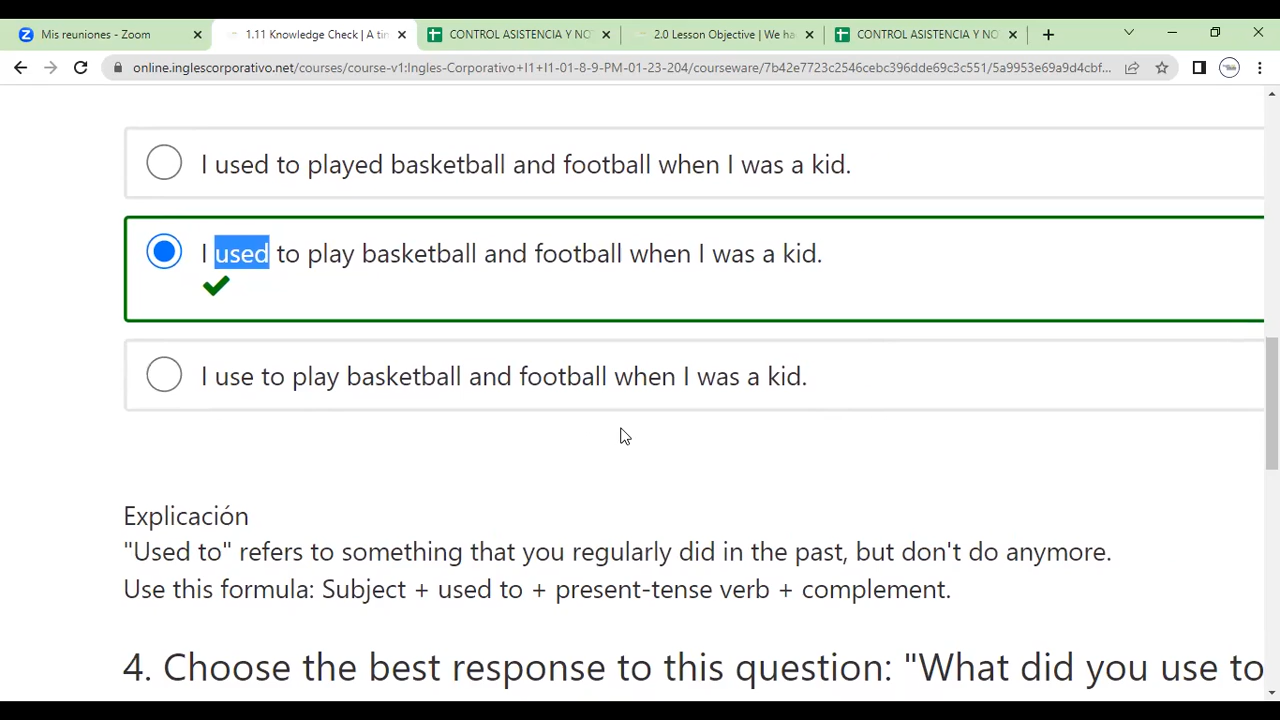 Mis reuniones - Zoom
1.11 Knowledge Check | A tin
CONTROL ASISTENCIA Y NO
2.0 Lesson Objective | We ha
CONTROL ASISTENCIA Y NO
online.inglescorporativo.net/courses/course-v1:Ingles-Corporativo+I1+I1-01-8-9-PM-01-23-204/courseware/7b42e7723c2546cebc396dde69c3c551/5a9953e69a9d4cbf...
I used to played basketball and football when I was a kid.
I used to play basketball and football when I was a kid.
I use to play basketball and football when I was a kid.
Explicación
"Used to" refers to something that you regularly did in the past, but don't do anymore.
Use this formula: Subject + used to + present-tense verb + complement.
4. Choose the best response to this question: "What did you use to